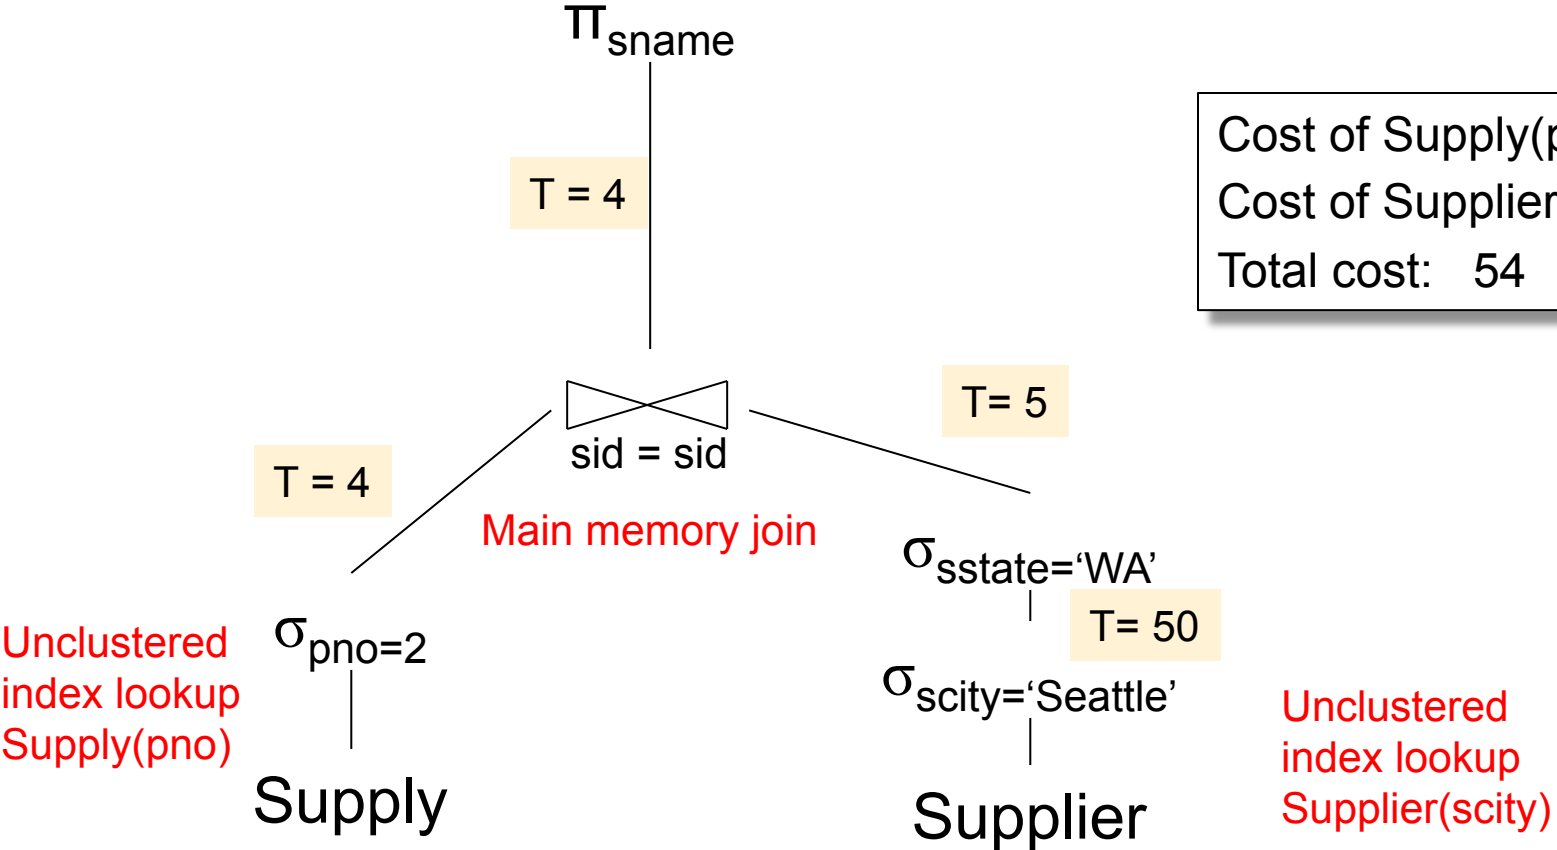 π sname
Cost of Supply(
Cost of Supplier
Total cost: 54
T = 4
T= 5
sid = sid
T = 4
Main memory join
σ sstate=‘WA’
T= 50
Unclustered
index lookup
Supply(pno)
σ pno=2
σ scity=‘Seattle’
Unclustered
index lookup
Supplier(scity)
Supply
Supplier